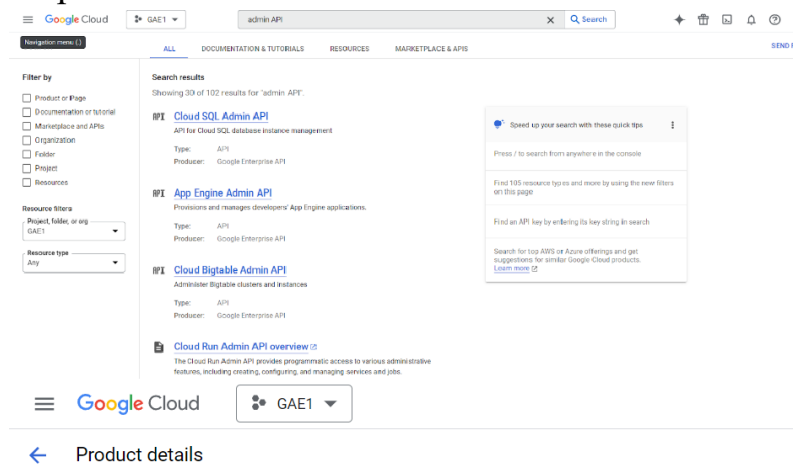 Google Cloud
GAE1
admin API
Search
Navigation menu (.)
ALL
DOCUMENTATION & TUTORIALS
RESOURCES
MARKETPLACE & APIS
SEND F
Filter by
Product or Page
Documentation or tutorial
Marketplace and APIs
Organization
Folder
Project
Resources
Resource filters
Project, folder, or org
GAE1
Resource type
Any
Search results
Showing 30 of 102 results for "admin API".
API Cloud SQL Admin API
API for Cloud SQL database instance management
Type: API
Producer: Google Enterprise API
API App Engine Admin API
Provisions and manages developers' App Engine applications.
Type: API
Producer: Google Enterprise API
API Cloud Bigtable Admin API
Administer Bigtable clusters and instances
Type: API
Producer: Google Enterprise API
Cloud Run Admin API overview
The Cloud Run Admin API provides programmatic access to various administrative
features, including creating, configuring, and managing services and jobs.
Speed up your search with these quick tips
Press / to search from anywhere in the console
Find 105 resource types and more by using the new filters
on this page
Find an API key by entering its key string in search
Search for top AWS or Azure offerings and get
suggestions for similar Google Cloud products.
Learn more
Google Cloud
GAE1
Product details